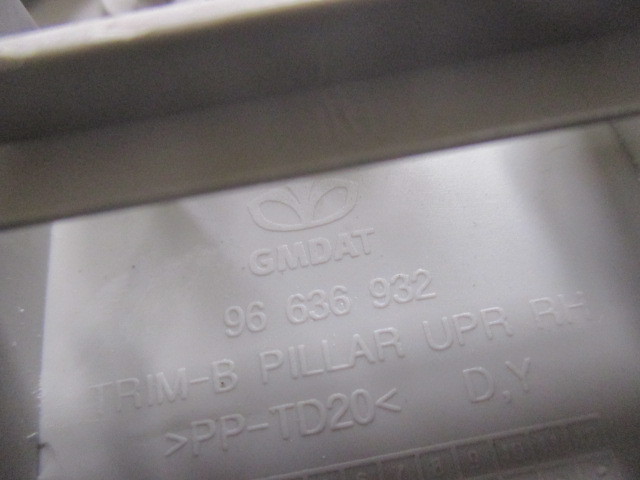 GMDAT
96 636 932
TRIM-B PILLAR UPR RH
>PP-TD20< D,Y